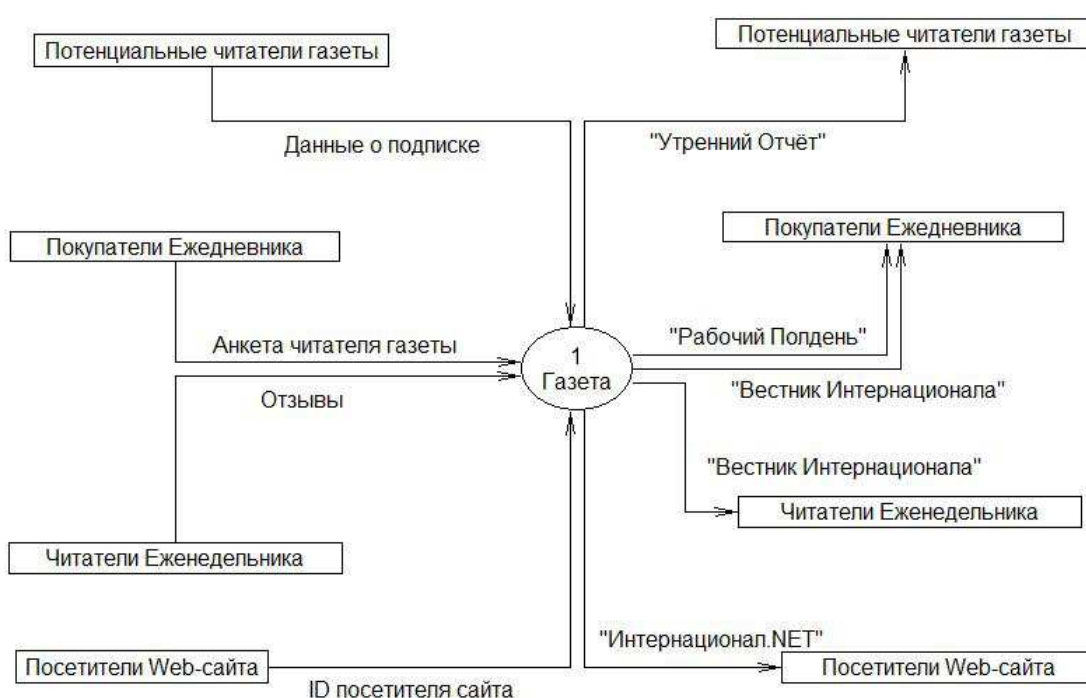 Потенциальные читатели газеты
Потенциальные читатели газеты
Данные о подписке
"Утренний Отчёт"
Покупатели Ежедневника
Покупатели Ежедневника
Анкета читателя газеты
"Рабочий Полдень"
1
Газета
Отзывы
"Вестник Интернационала"
"Вестник Интернационала"
Читатели Еженедельника
Читатели Еженедельника
"Интернационал.NET"
Посетители Web-сайта
Посетители Web-сайта
ID посетителя сайта